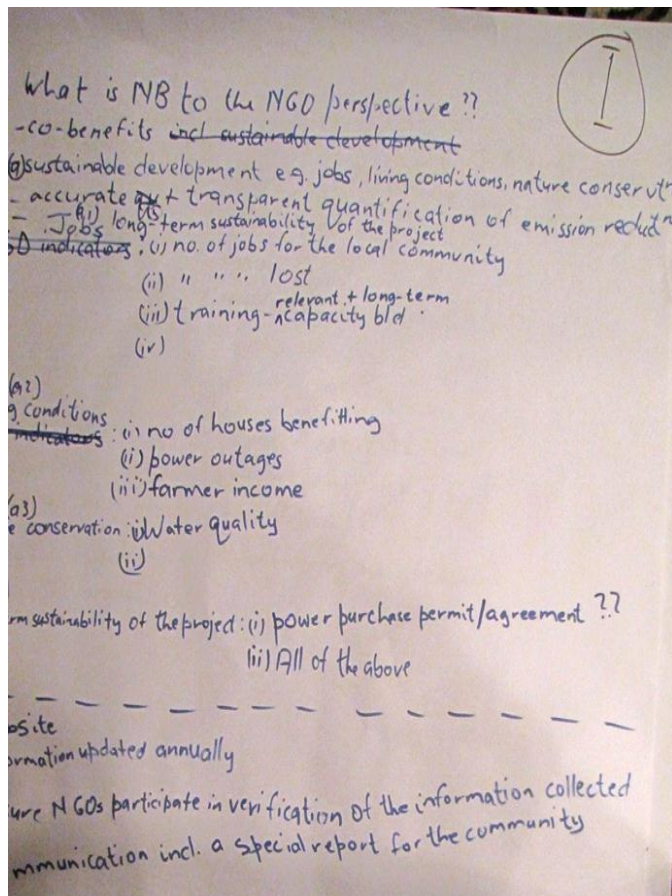 I
What is NB to the NGO perspective ??
-co-benefits incl sustainable development
(a) sustainable development e.g. jobs, living conditions, nature conservtn
- accurate + transparent quantification of emission redutn
- long-term sustainability of the project
(a1) Jobs
indicators : (i) no. of jobs for the local community
(ii) " " " lost
(iii) training - relevant + long-term capacity bld
(iv)
(a2)
g conditions
indicators : (i) no of houses benefitting
(i) power outages
(iii) farmer income
(a3)
e conservation : (i) Water quality
(ii)
rm sustainability of the project : (i) power purchase permit/agreement ??
(ii) All of the above
bsite
ormation updated annually
ure NGOs participate in verification of the information collected
mmunication incl. a special report for the community